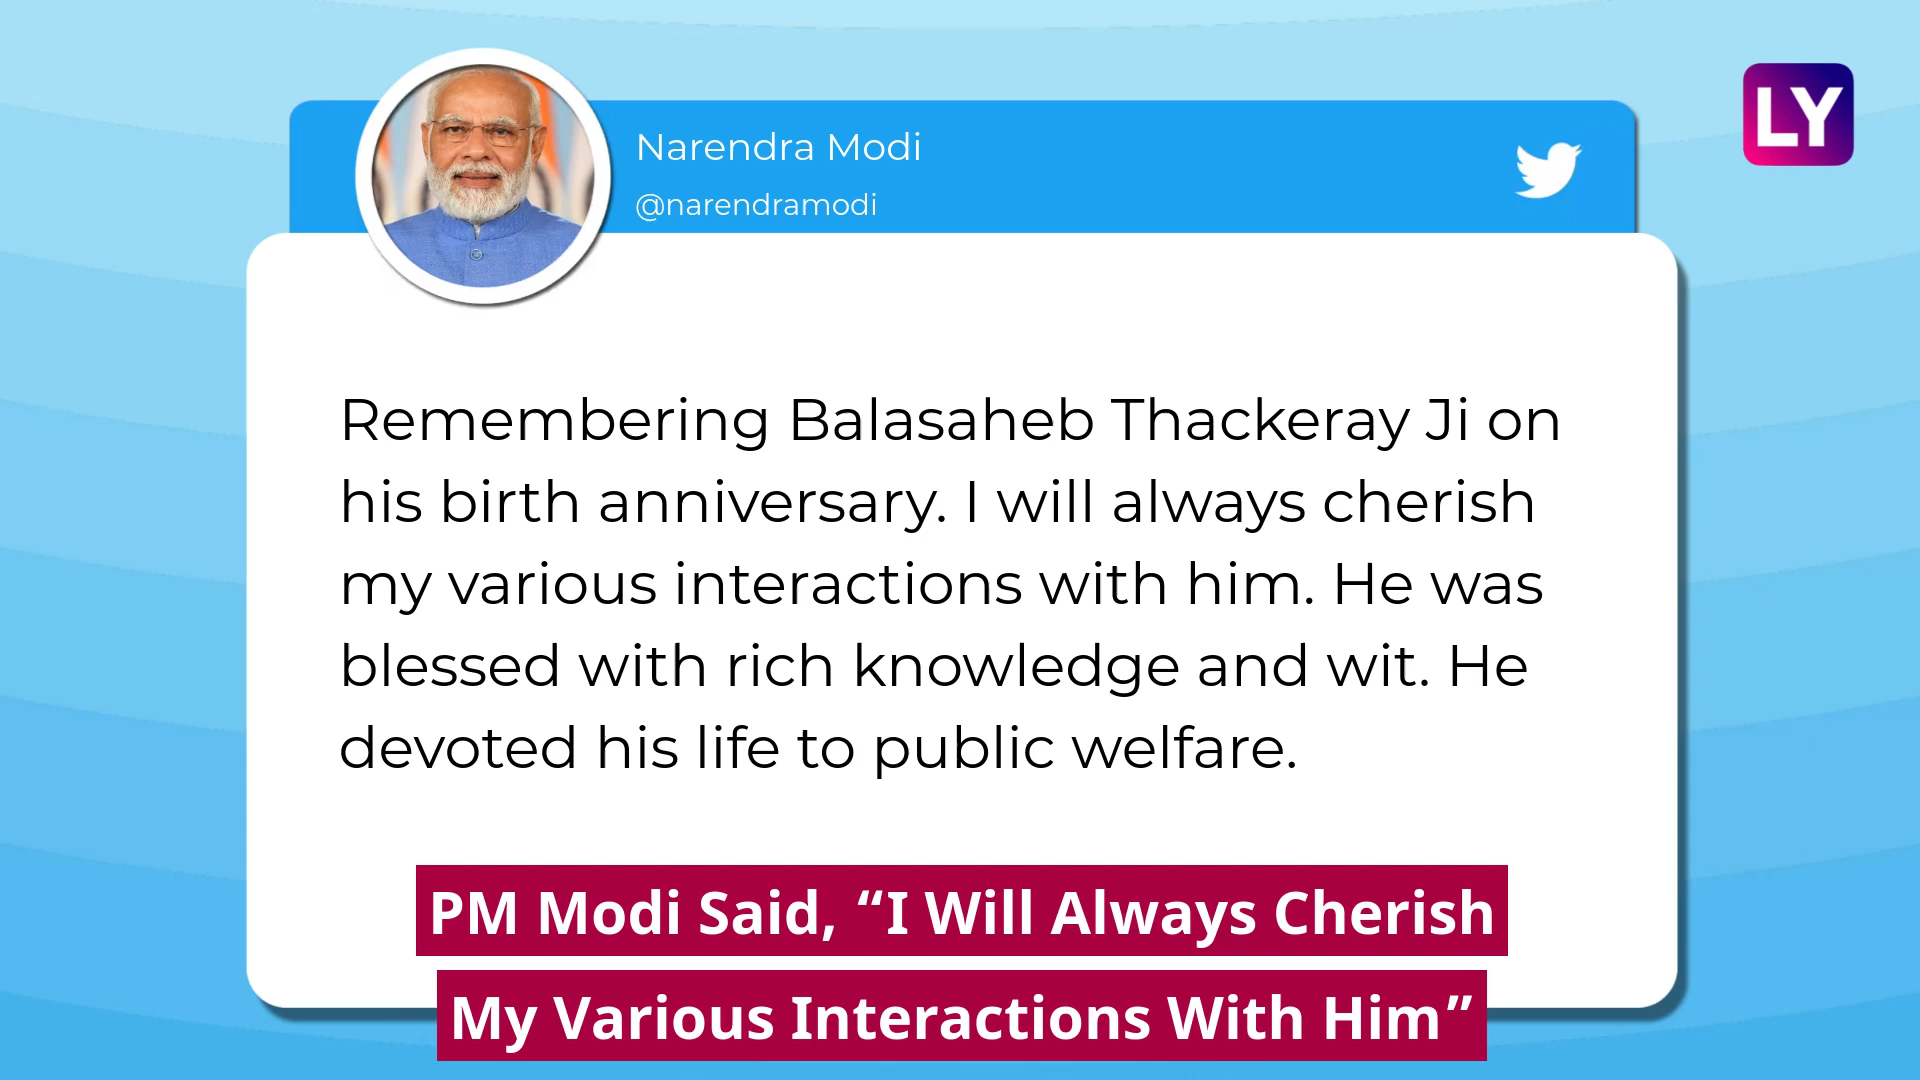 Narendra Modi
@narendramodi
LY
Remembering Balasaheb Thackeray Ji on
his birth anniversary. I will always cherish
my various interactions with him. He was
blessed with rich knowledge and wit. He
devoted his life to public welfare.
PM Modi Said, “I Will Always Cherish
My Various Interactions With Him”